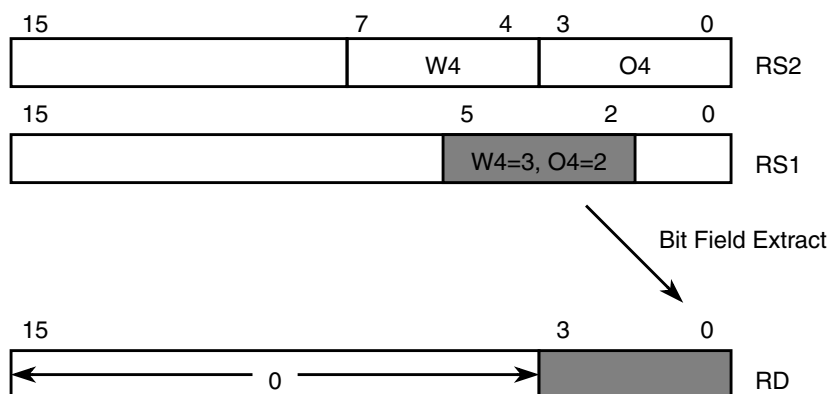 15 7 4 3 0
W4 O4 RS2
15 5 2 0
W4=3, O4=2 RS1
Bit Field Extract
15 3 0
0 RD